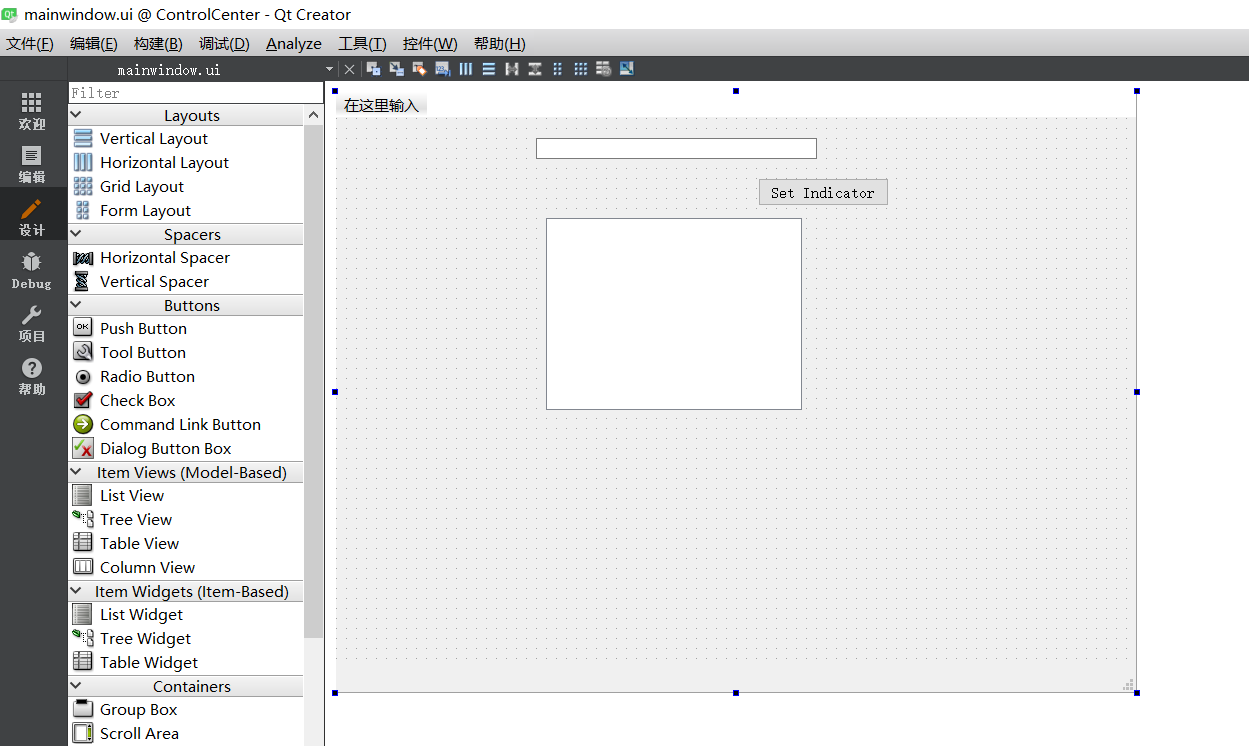 mainwindow.ui @ ControlCenter - Qt Creator
文件(F) 编辑(E) 构建(B) 调试(D) Analyze 工具(T) 控件(W) 帮助(H)
mainwindow.ui
欢迎
编辑
设计
Debug
项目
帮助
Filter
Layouts
Vertical Layout
Horizontal Layout
Grid Layout
Form Layout
Spacers
Horizontal Spacer
Vertical Spacer
Buttons
OK Push Button
Tool Button
Radio Button
Check Box
Command Link Button
Dialog Button Box
Item Views (Model-Based)
List View
Tree View
Table View
Column View
Item Widgets (Item-Based)
List Widget
Tree Widget
Table Widget
Containers
Group Box
Scroll Area
在这里输入
Set Indicator